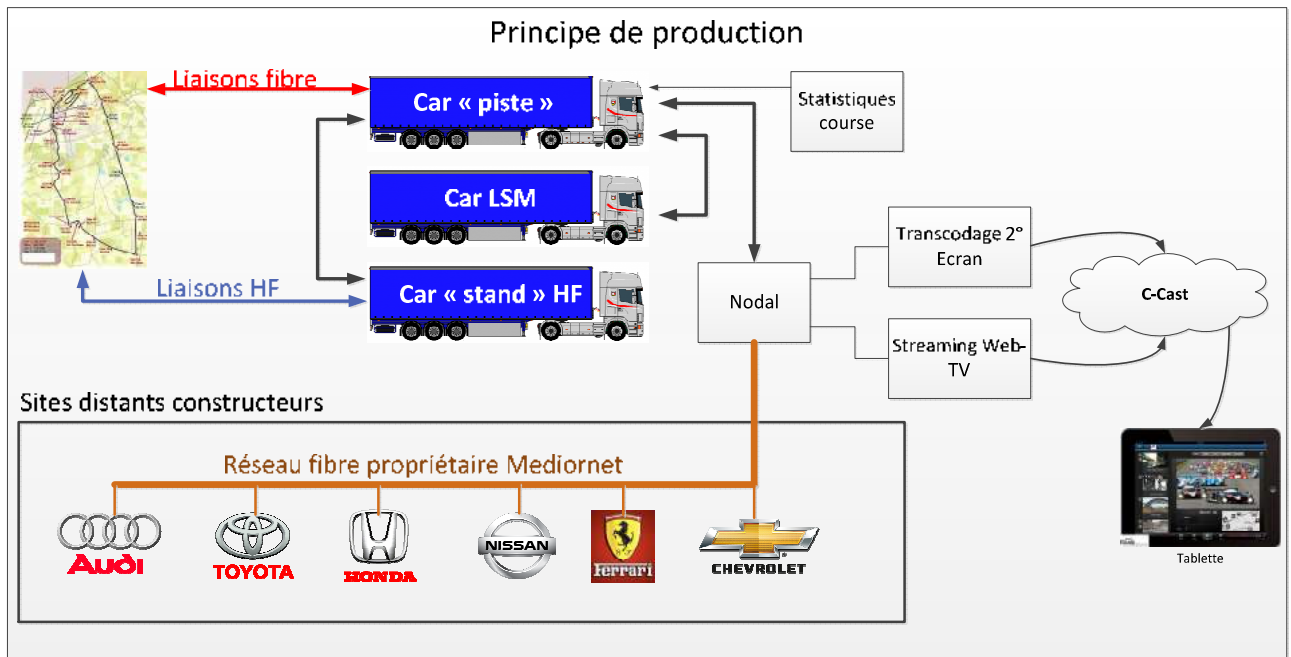 Principe de production
Liaisons fibre
Car « piste »
Statistiques
course
Car LSM
Transcodage 2°
Ecran
Liaisons HF
Car « stand » HF
Nodal
C-Cast
Streaming Web-
TV
Sites distants constructeurs
Réseau fibre propriétaire Mediornet
Audi
TOYOTA
HONDA
NISSAN
Ferrari
CHEVROLET
Tablette